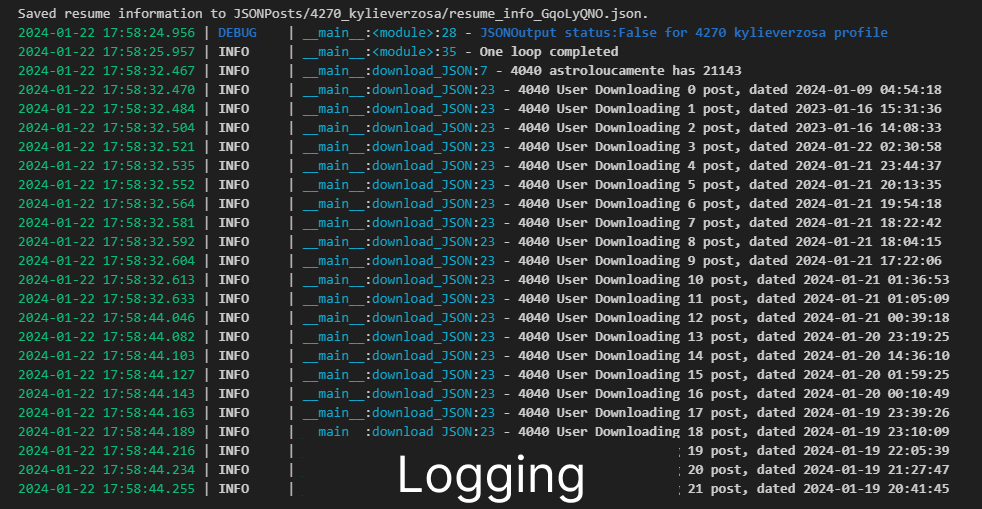 Saved resume information to JSONPosts/4270_kylieverzosa/resume_info_GqoLyQNO.json.
2024-01-22 17:58:24.956 | DEBUG    | __main__:<module>:28 - JSONOutput status:False for 4270 kylieverzosa profile
2024-01-22 17:58:25.957 | INFO     | __main__:<module>:35 - One loop completed
2024-01-22 17:58:32.467 | INFO     | __main__:download_JSON:7 - 4040 astroloucamente has 21143
2024-01-22 17:58:32.470 | INFO     | __main__:download_JSON:23 - 4040 User Downloading 0 post, dated 2024-01-09 04:54:18
2024-01-22 17:58:32.484 | INFO     | __main__:download_JSON:23 - 4040 User Downloading 1 post, dated 2023-01-16 15:31:36
2024-01-22 17:58:32.504 | INFO     | __main__:download_JSON:23 - 4040 User Downloading 2 post, dated 2023-01-16 14:08:33
2024-01-22 17:58:32.521 | INFO     | __main__:download_JSON:23 - 4040 User Downloading 3 post, dated 2024-01-22 02:30:58
2024-01-22 17:58:32.535 | INFO     | __main__:download_JSON:23 - 4040 User Downloading 4 post, dated 2024-01-21 23:44:37
2024-01-22 17:58:32.552 | INFO     | __main__:download_JSON:23 - 4040 User Downloading 5 post, dated 2024-01-21 20:13:35
2024-01-22 17:58:32.564 | INFO     | __main__:download_JSON:23 - 4040 User Downloading 6 post, dated 2024-01-21 19:54:18
2024-01-22 17:58:32.581 | INFO     | __main__:download_JSON:23 - 4040 User Downloading 7 post, dated 2024-01-21 18:22:42
2024-01-22 17:58:32.592 | INFO     | __main__:download_JSON:23 - 4040 User Downloading 8 post, dated 2024-01-21 18:04:15
2024-01-22 17:58:32.604 | INFO     | __main__:download_JSON:23 - 4040 User Downloading 9 post, dated 2024-01-21 17:22:06
2024-01-22 17:58:32.613 | INFO     | __main__:download_JSON:23 - 4040 User Downloading 10 post, dated 2024-01-21 01:36:53
2024-01-22 17:58:32.633 | INFO     | __main__:download_JSON:23 - 4040 User Downloading 11 post, dated 2024-01-21 01:05:09
2024-01-22 17:58:44.046 | INFO     | __main__:download_JSON:23 - 4040 User Downloading 12 post, dated 2024-01-21 00:39:18
2024-01-22 17:58:44.082 | INFO     | __main__:download_JSON:23 - 4040 User Downloading 13 post, dated 2024-01-20 23:19:25
2024-01-22 17:58:44.103 | INFO     | __main__:download_JSON:23 - 4040 User Downloading 14 post, dated 2024-01-20 14:36:10
2024-01-22 17:58:44.127 | INFO     | __main__:download_JSON:23 - 4040 User Downloading 15 post, dated 2024-01-20 01:59:25
2024-01-22 17:58:44.143 | INFO     | __main__:download_JSON:23 - 4040 User Downloading 16 post, dated 2024-01-20 00:10:49
2024-01-22 17:58:44.163 | INFO     | __main__:download_JSON:23 - 4040 User Downloading 17 post, dated 2024-01-19 23:39:26
2024-01-22 17:58:44.189 | INFO     |   main  :download JSON:23 - 4040 User Downloading 18 post, dated 2024-01-19 23:10:09
2024-01-22 17:58:44.216 | INFO     | 19 post, dated 2024-01-19 22:05:39
2024-01-22 17:58:44.234 | INFO     | 20 post, dated 2024-01-19 21:27:47
2024-01-22 17:58:44.255 | INFO     | 21 post, dated 2024-01-19 20:41:45
Logging